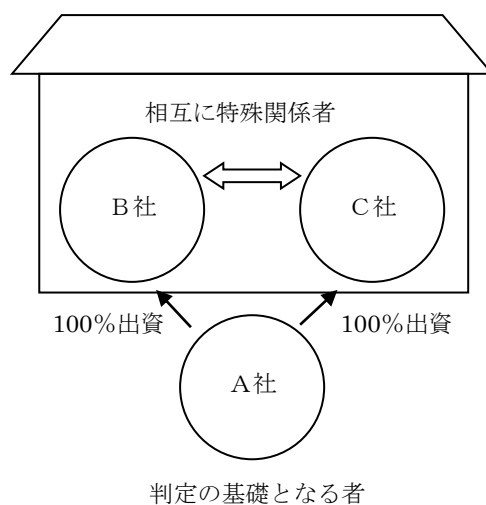 相互に特殊関係者
Ｂ社
Ｃ社
100％出資
100％出資
Ａ社
判定の基礎となる者